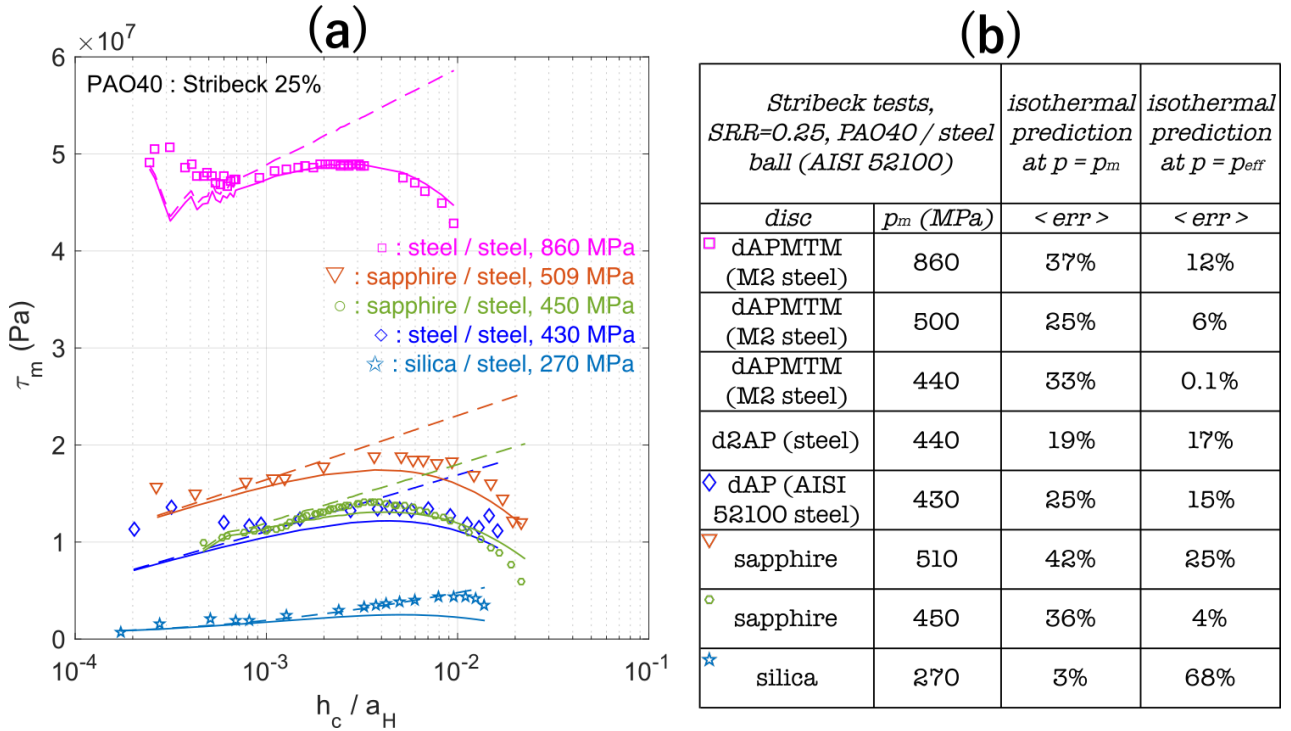 (a)
×10⁷
PAO40 : Stribeck 25%
6
5
4
3
2
1
0
τm (Pa)
□ : steel / steel, 860 MPa
▽ : sapphire / steel, 509 MPa
○ : sapphire / steel, 450 MPa
◇ : steel / steel, 430 MPa
☆ : silica / steel, 270 MPa
10⁻⁴ 10⁻³ 10⁻² 10⁻¹
hc / aH
(b)
Stribeck tests, isothermal isothermal
SRR=0.25, PAO40 / steel prediction prediction
ball (AISI 52100) at p = pm at p = peff
disc pm (MPa) < err > < err >
dAPMTM
(M2 steel) 860 37% 12%
dAPMTM
(M2 steel) 500 25% 6%
dAPMTM
(M2 steel) 440 33% 0.1%
d2AP (steel) 440 19% 17%
dAP (AISI
52100 steel) 430 25% 15%
sapphire 510 42% 25%
sapphire 450 36% 4%
silica 270 3% 68%